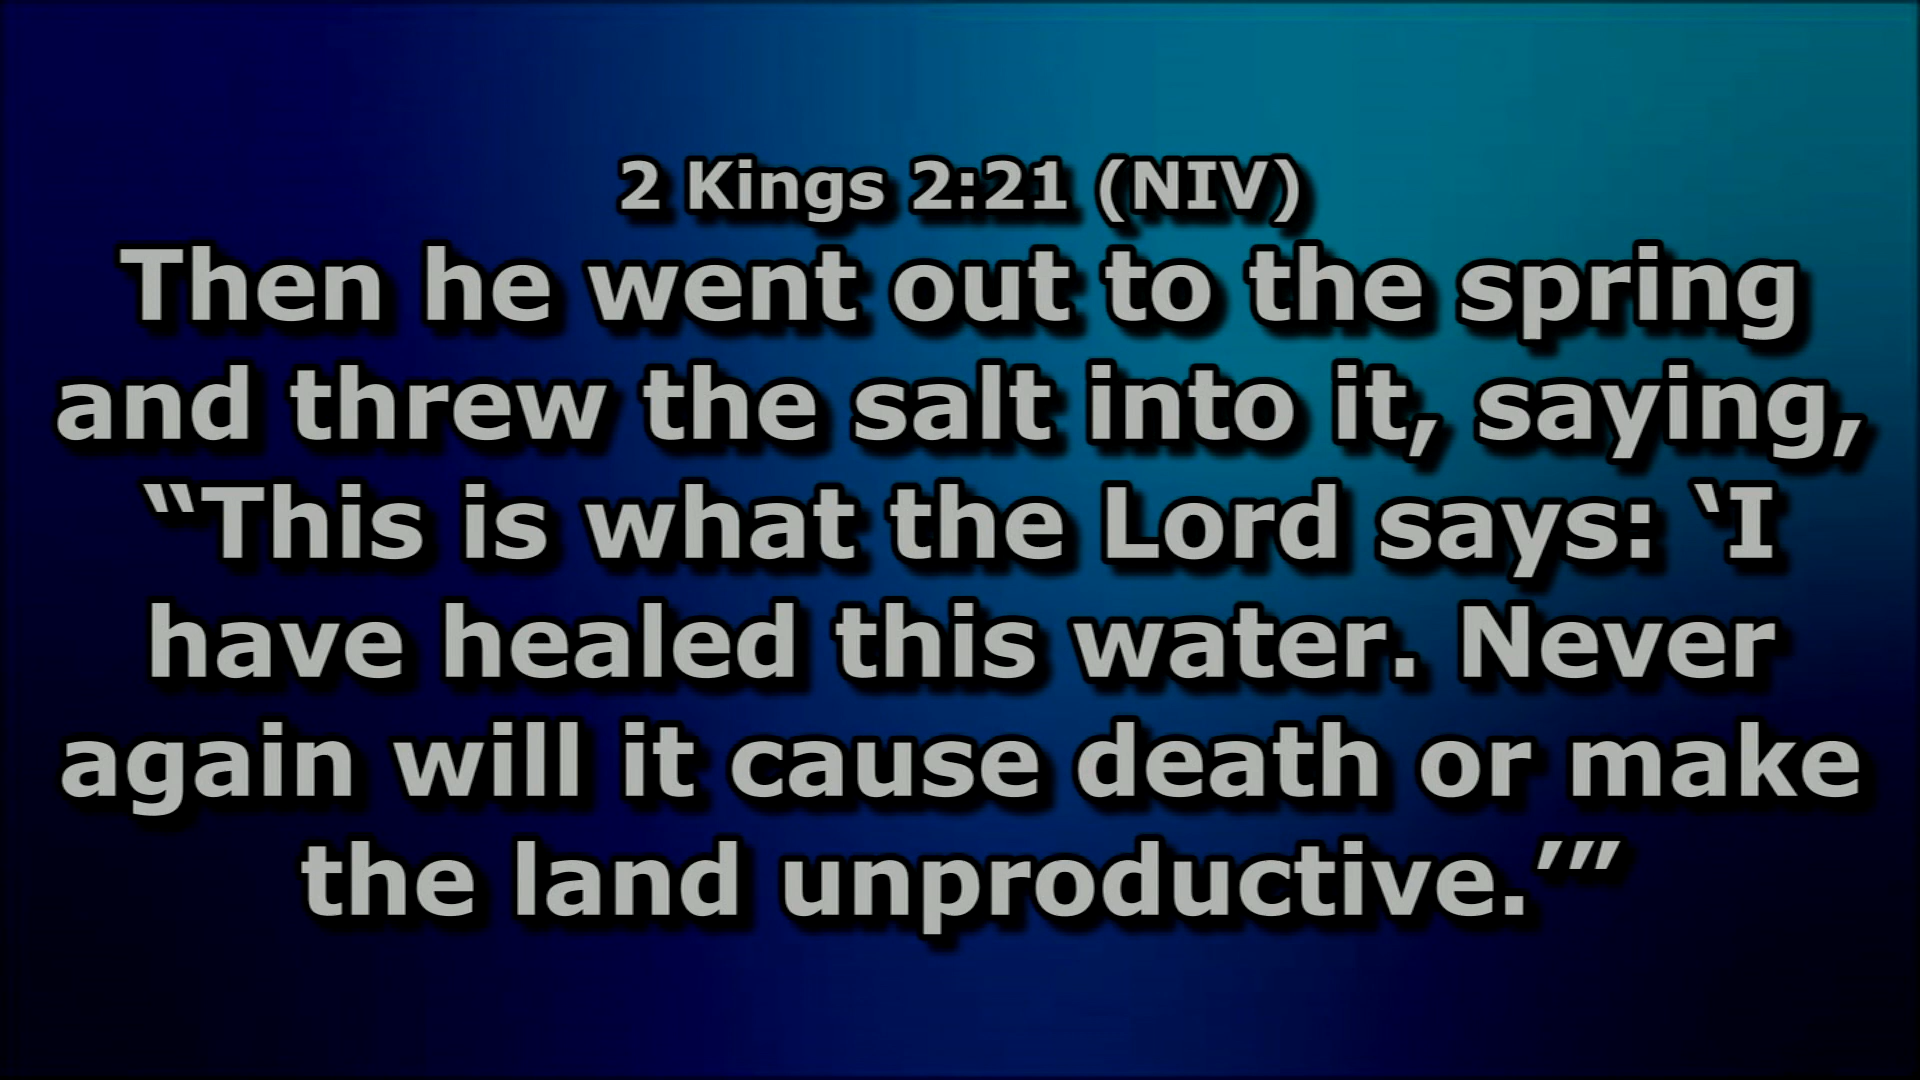 2 Kings 2:21 (NIV)
Then he went out to the spring
and threw the salt into it, saying,
“This is what the Lord says: ‘I
have healed this water. Never
again will it cause death or make
the land unproductive.’”